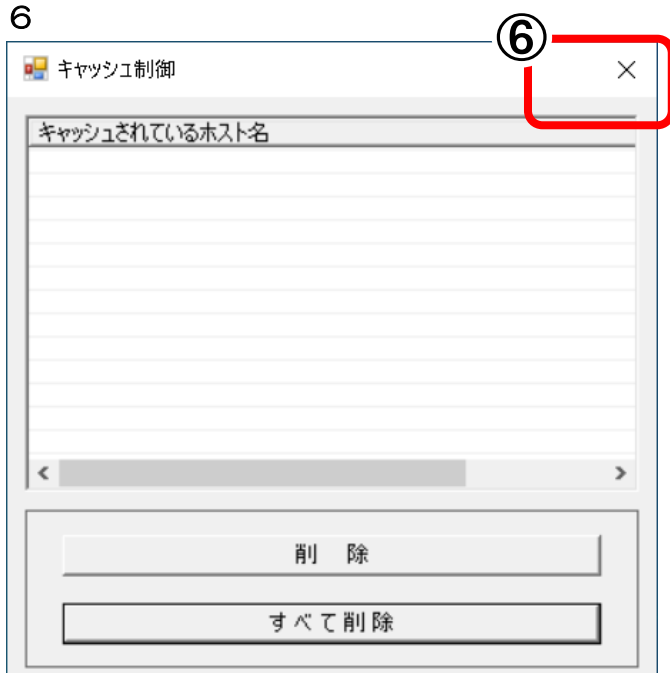 ６
⑥
キャッシュ制御
キャッシュされているホスト名
削　除
すべて削除